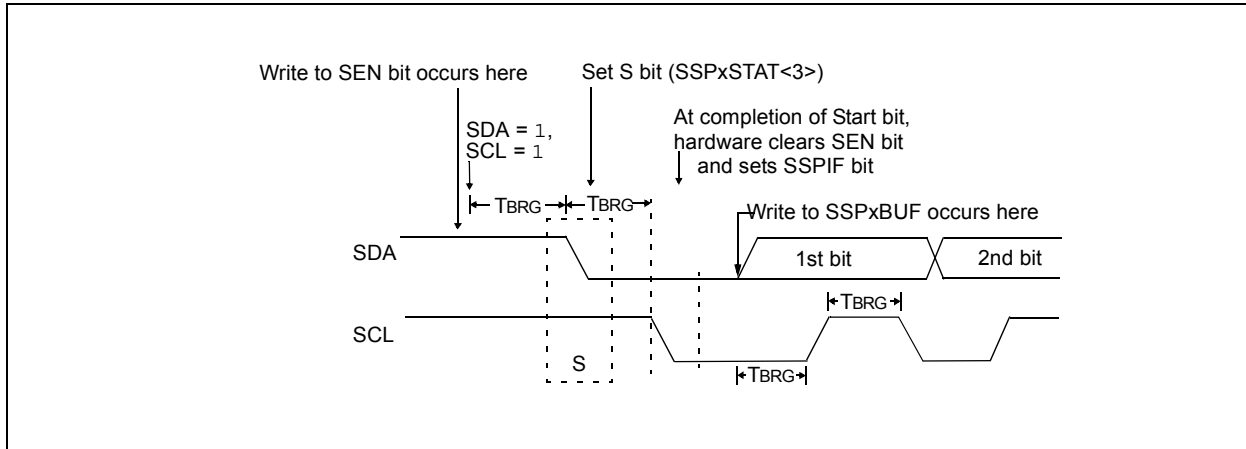 Write to SEN bit occurs here
Set S bit (SSPxSTAT<3>)
SDA = 1,
SCL = 1
At completion of Start bit,
hardware clears SEN bit
and sets SSPIF bit
TBRG
TBRG
Write to SSPxBUF occurs here
SDA
1st bit
2nd bit
TBRG
SCL
S
TBRG